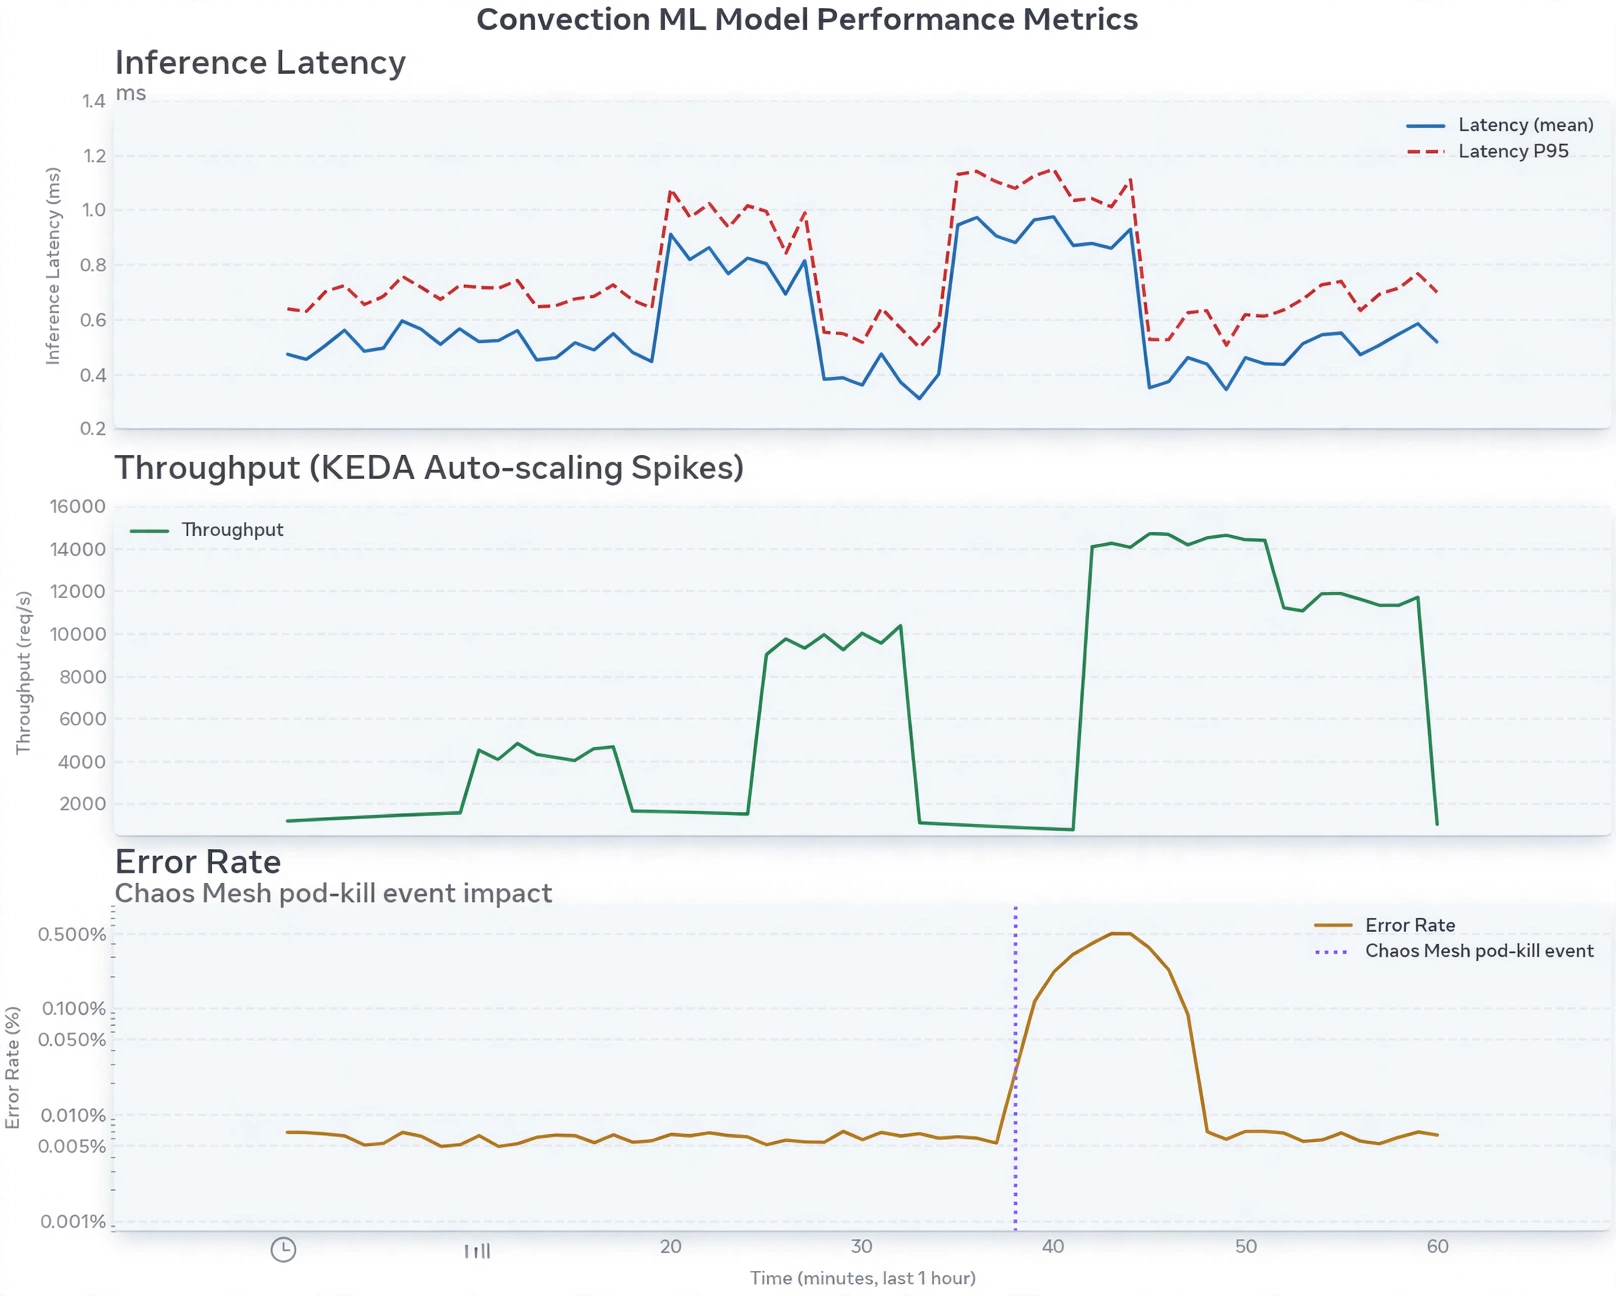 Convection ML Model Performance Metrics
Inference Latency
ms
1.4
1.2
1.0
0.8
0.6
0.4
0.2
Inference Latency (ms)
Latency (mean)
Latency P95
Throughput (KEDA Auto-scaling Spikes)
16000
14000
12000
10000
8000
6000
4000
2000
Throughput (req/s)
Throughput
Error Rate
Chaos Mesh pod-kill event impact
0.500%
0.100%
0.050%
0.010%
0.005%
0.001%
Error Rate (%)
Error Rate
Chaos Mesh pod-kill event
20 30 40 50 60
Time (minutes, last 1 hour)